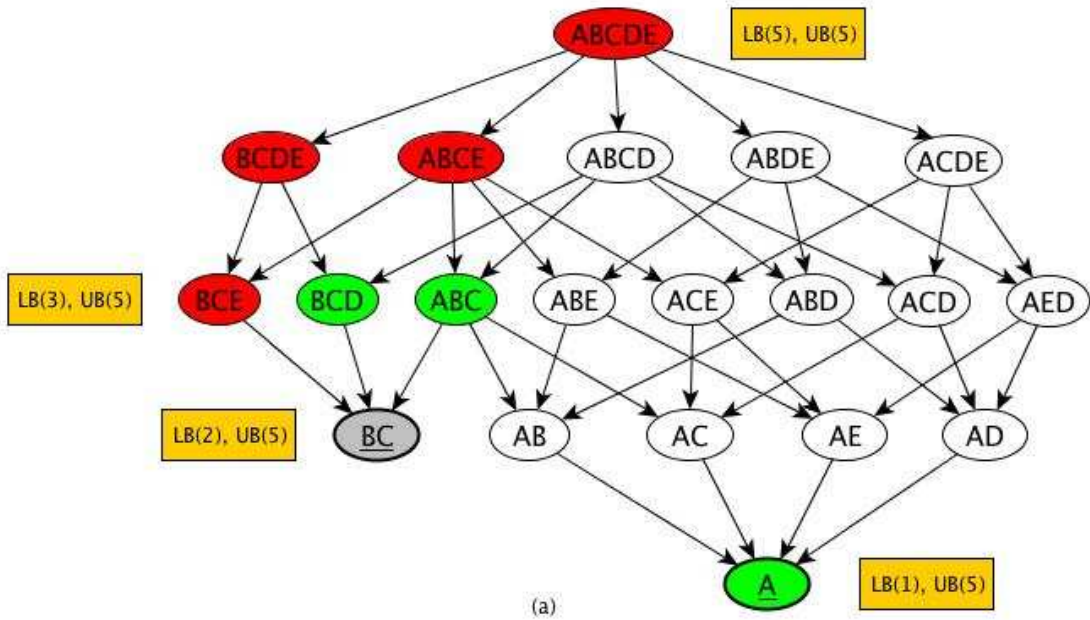 ABCDE
LB(5), UB(5)
BCDE
ABCE
ABCD
ABDE
ACDE
LB(3), UB(5)
BCE
BCD
ABC
ABE
ACE
ABD
ACD
AED
LB(2), UB(5)
BC
AB
AC
AE
AD
A
LB(1), UB(5)
(a)